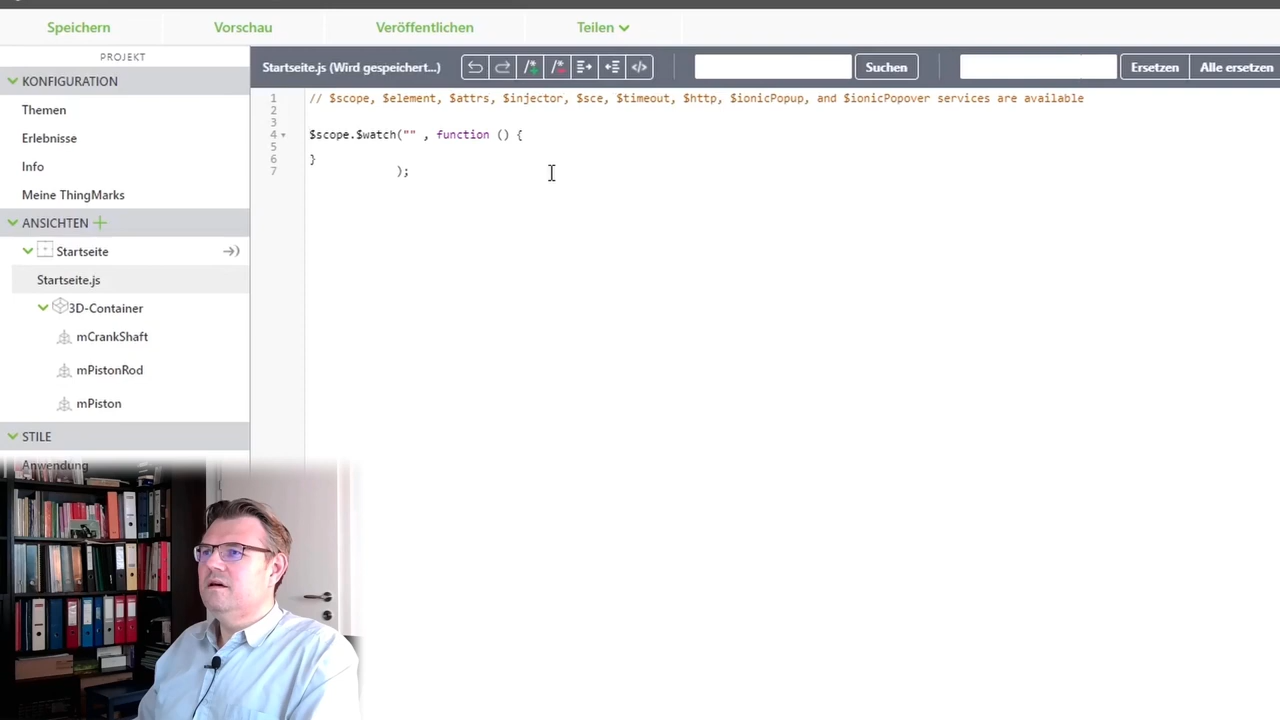 Speichern
Vorschau
Veröffentlichen
Teilen
PROJEKT
KONFIGURATION
Themen
Erlebnisse
Info
Meine ThingMarks
ANSICHTEN
Startseite
Startseite.js
3D-Container
mCrankShaft
mPistonRod
mPiston
STILE
Anwendung
Startseite.js (Wird gespeichert...)
Suchen
Ersetzen
Alle ersetzen
1 // $scope, $element, $attrs, $injector, $sce, $timeout, $http, $ionicPopup, and $ionicPopover services are available
2
3
4 $scope.$watch("" , function () {
5
6 }
7 );